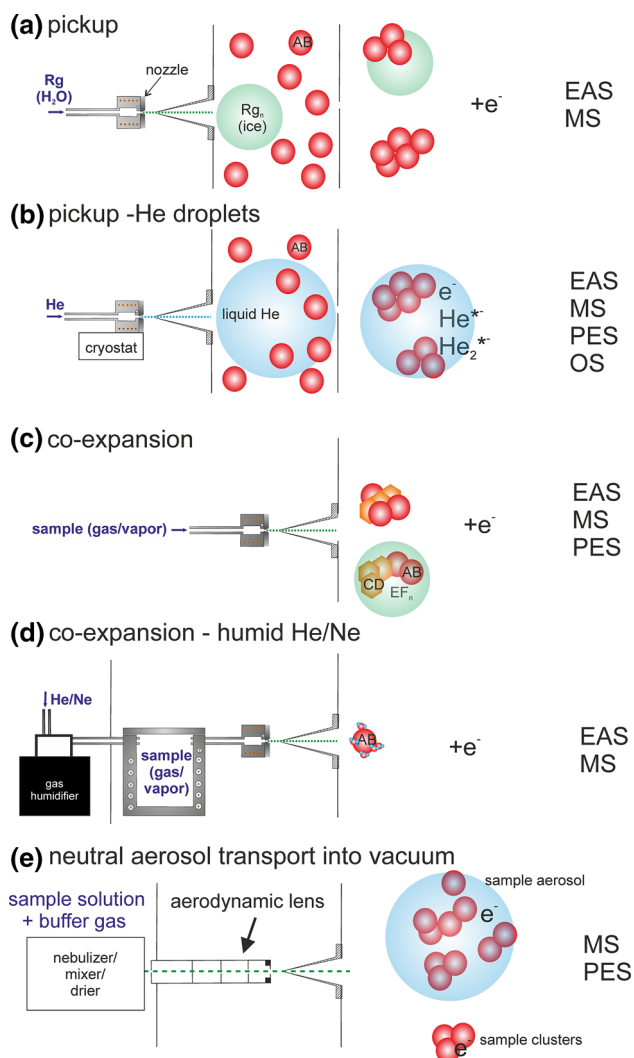 (a) pickup
nozzle
Rg
(H₂O)
AB
Rgₙ
(ice)
+e⁻
EAS
MS
(b) pickup -He droplets
He
cryostat
AB
liquid He
e⁻
He*⁻
He₂*⁻
EAS
MS
PES
OS
(c) co-expansion
sample (gas/vapor)
CD
AB
EFₙ
+e⁻
EAS
MS
PES
(d) co-expansion - humid He/Ne
He/Ne
gas
humidifier
sample
(gas/
vapor)
AB
+e⁻
EAS
MS
(e) neutral aerosol transport into vacuum
sample solution
+ buffer gas
nebulizer/
mixer/
drier
aerodynamic lens
sample aerosol
e⁻
e⁻
sample clusters
MS
PES